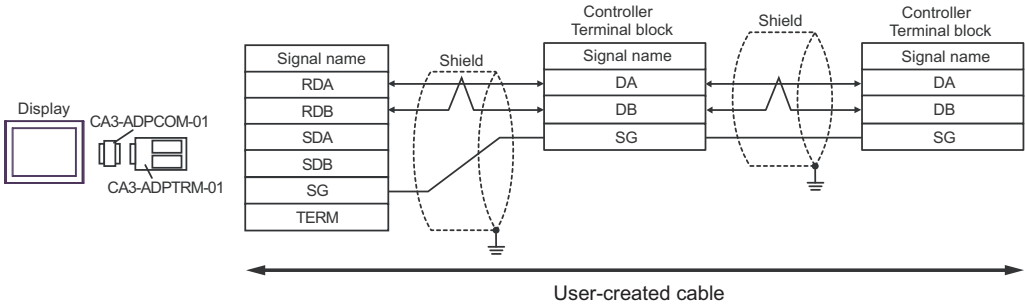 Display
CA3-ADPCOM-01
CA3-ADPTRM-01
Signal name
RDA
RDB
SDA
SDB
SG
TERM
Shield
Controller
Terminal block
Signal name
DA
DB
SG
Shield
Controller
Terminal block
Signal name
DA
DB
SG
User-created cable